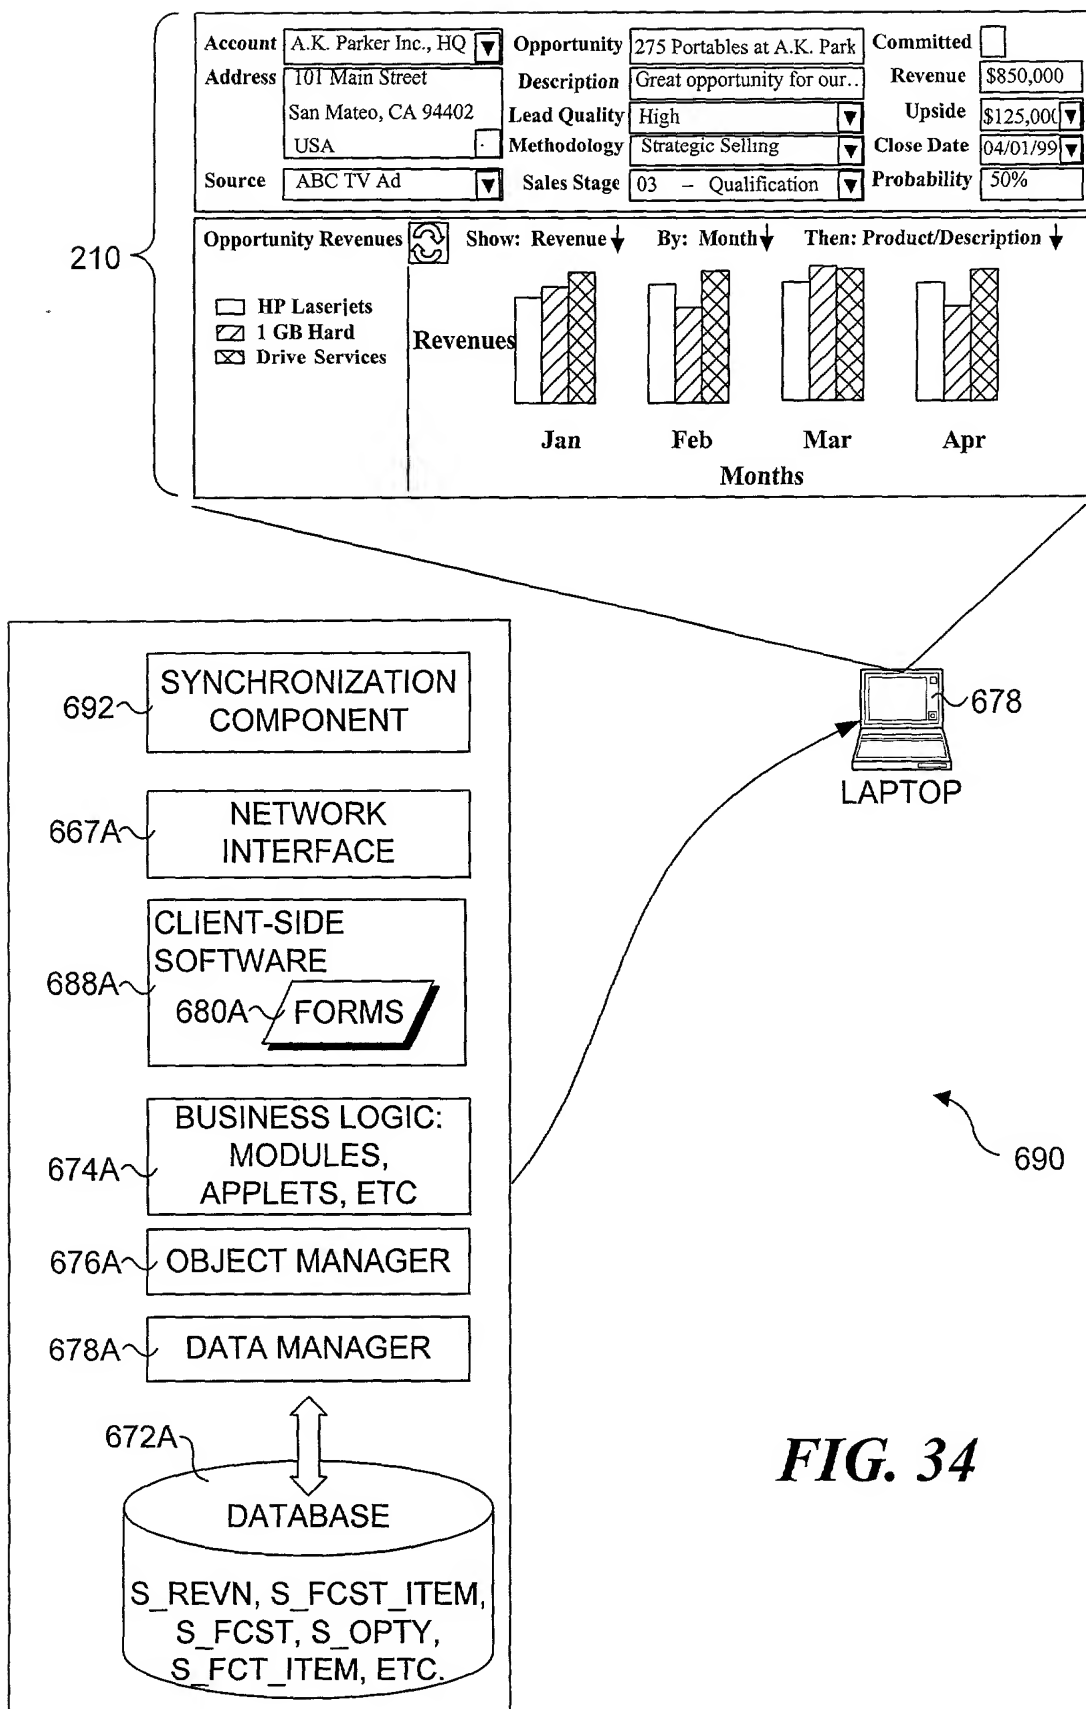 Account A.K. Parker Inc., HQ Opportunity 275 Portables at A.K. Park Committed
Address 101 Main Street Description Great opportunity for our.. Revenue $850,000
San Mateo, CA 94402 Lead Quality High Upside $125,000
USA Methodology Strategic Selling Close Date 04/01/99
Source ABC TV Ad Sales Stage 03 – Qualification Probability 50%
210
Opportunity Revenues Show: Revenue By: Month Then: Product/Description
HP Laserjets
1 GB Hard
Drive Services
Revenues
Jan Feb Mar Apr
Months
678
LAPTOP
690
692
SYNCHRONIZATION
COMPONENT
667A
NETWORK
INTERFACE
688A
CLIENT-SIDE
SOFTWARE
680A FORMS
674A
BUSINESS LOGIC:
MODULES,
APPLETS, ETC
676A OBJECT MANAGER
678A DATA MANAGER
672A
DATABASE
S_REVN, S_FCST_ITEM,
S_FCST, S_OPTY,
S_FCT_ITEM, ETC.
FIG. 34